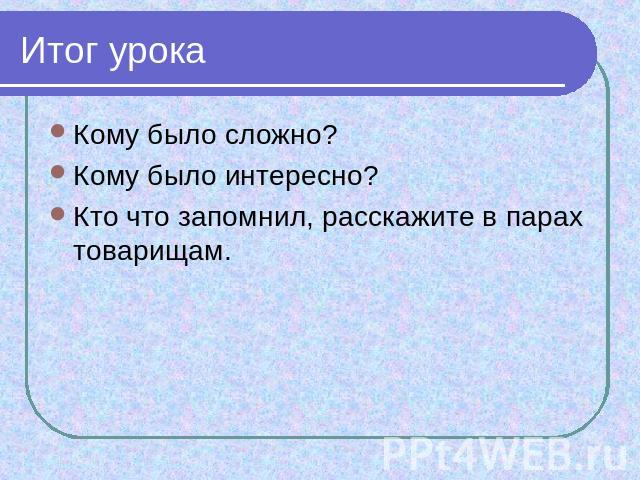 Итог урока
Кому было сложно?
Кому было интересно?
Кто что запомнил, расскажите в парах
товарищам.
PPt4WEB.ru